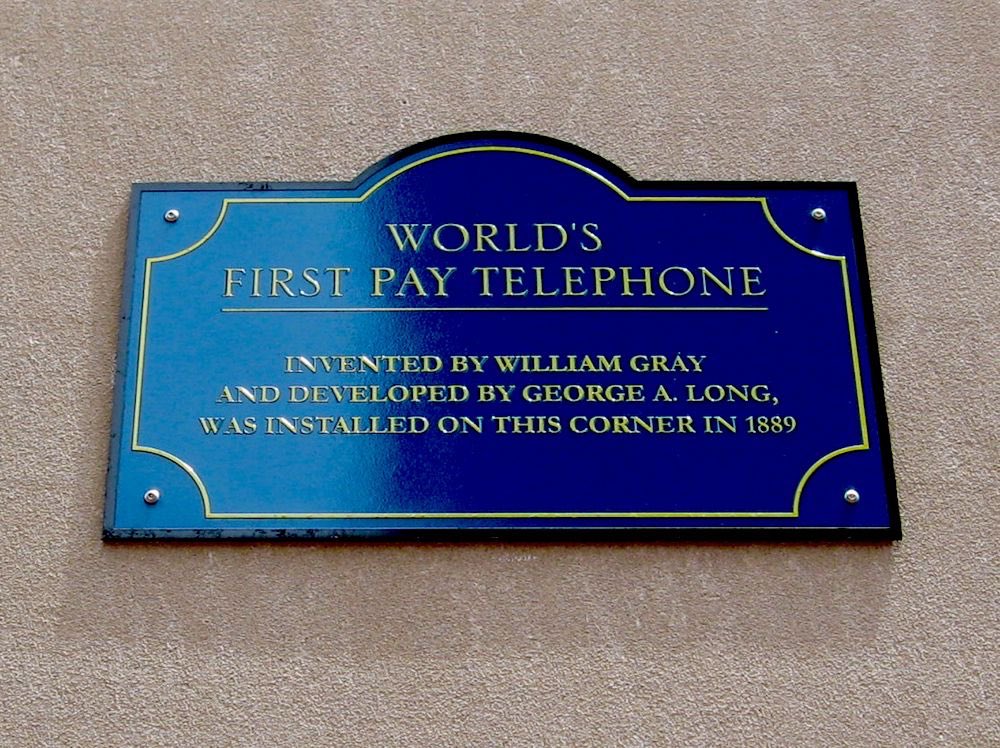 WORLD'S
FIRST PAY TELEPHONE
INVENTED BY WILLIAM GRAY
AND DEVELOPED BY GEORGE A. LONG,
WAS INSTALLED ON THIS CORNER IN 1889